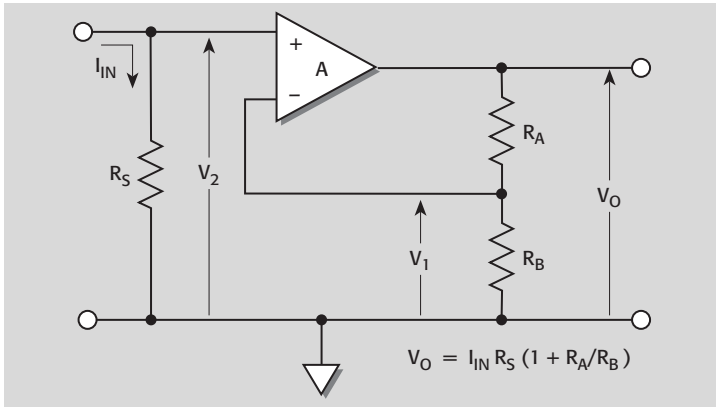 +
A
−
I_IN
R_A
R_S
V_2
V_O
V_1
R_B
V_O = I_IN R_S (1 + R_A/R_B)